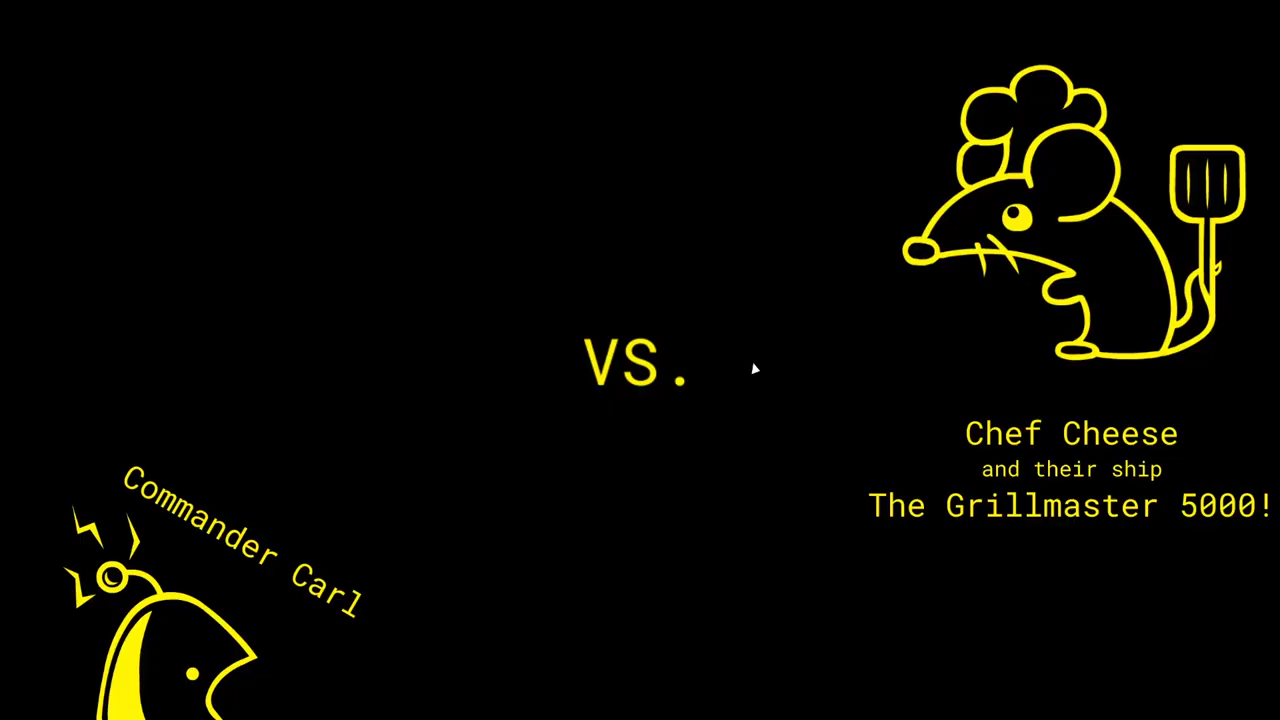 VS.
Chef Cheese
and their ship
The Grillmaster 5000!
Commander Carl